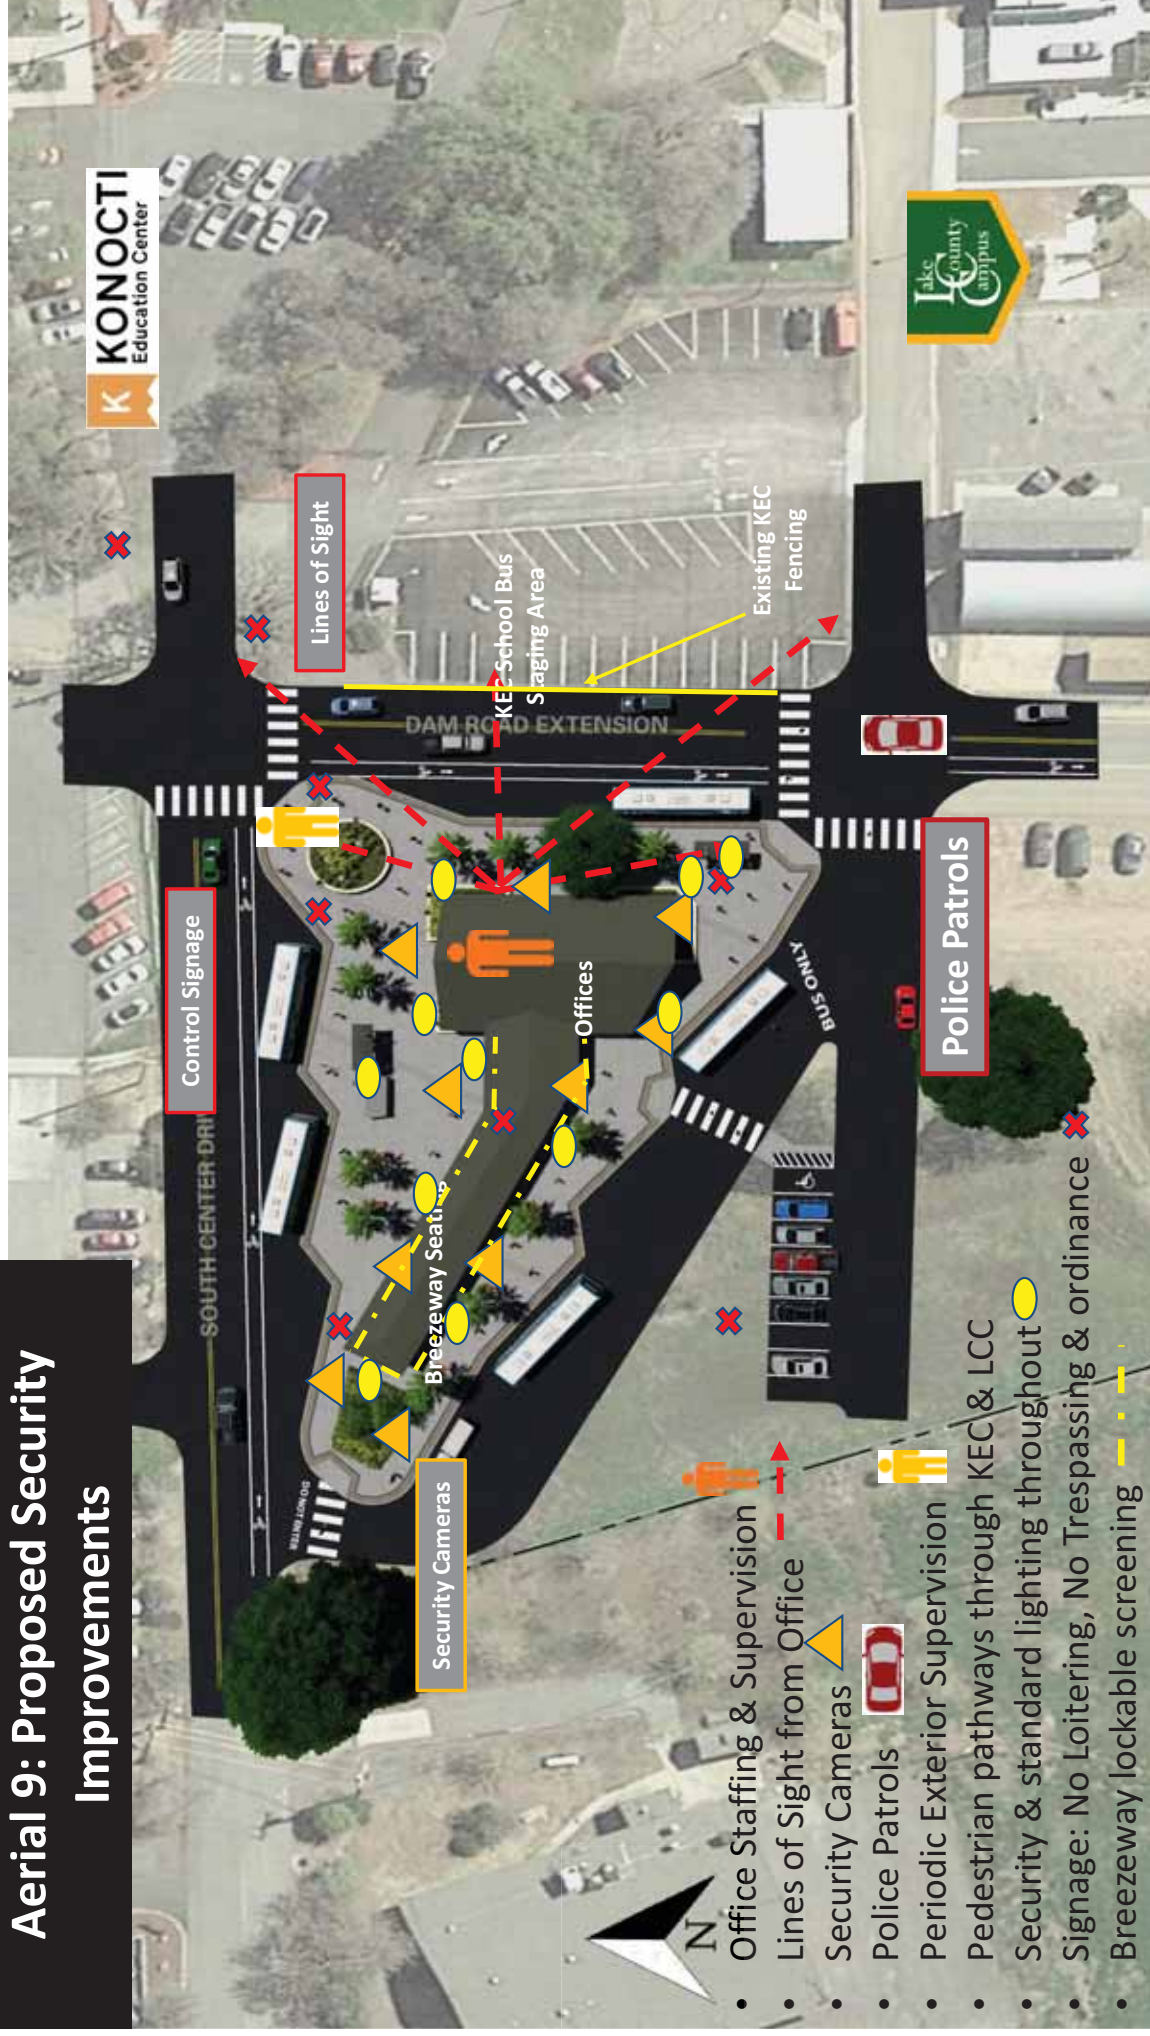 Aerial 9: Proposed Security
Improvements
K
KONOCTI
Education Center
Lake
County
Campus
Control Signage
Lines of Sight
SOUTH CENTER DRI
DAM ROAD EXTENSION
KEC School Bus
Staging Area
Existing KEC
Fencing
Offices
BUS ONLY
DO NOT ENTER
Security Cameras
Police Patrols
N
• Office Staffing & Supervision
• Lines of Sight from Office
• Security Cameras
• Police Patrols
• Periodic Exterior Supervision
• Pedestrian pathways through KEC & LCC
• Security & standard lighting throughout
• Signage: No Loitering, No Trespassing & ordinance
• Breezeway lockable screening
Breezeway Seating